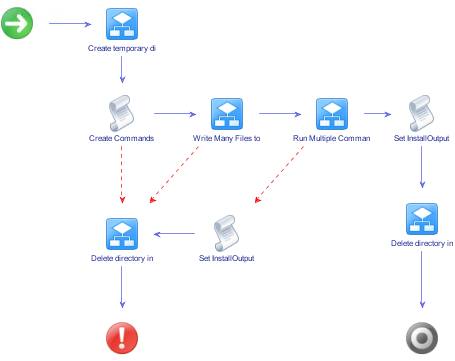 Create temporary di
Create Commands
Write Many Files to
Run Multiple Comman
Set InstallOutput
Delete directory in
Set InstallOutput
Delete directory in